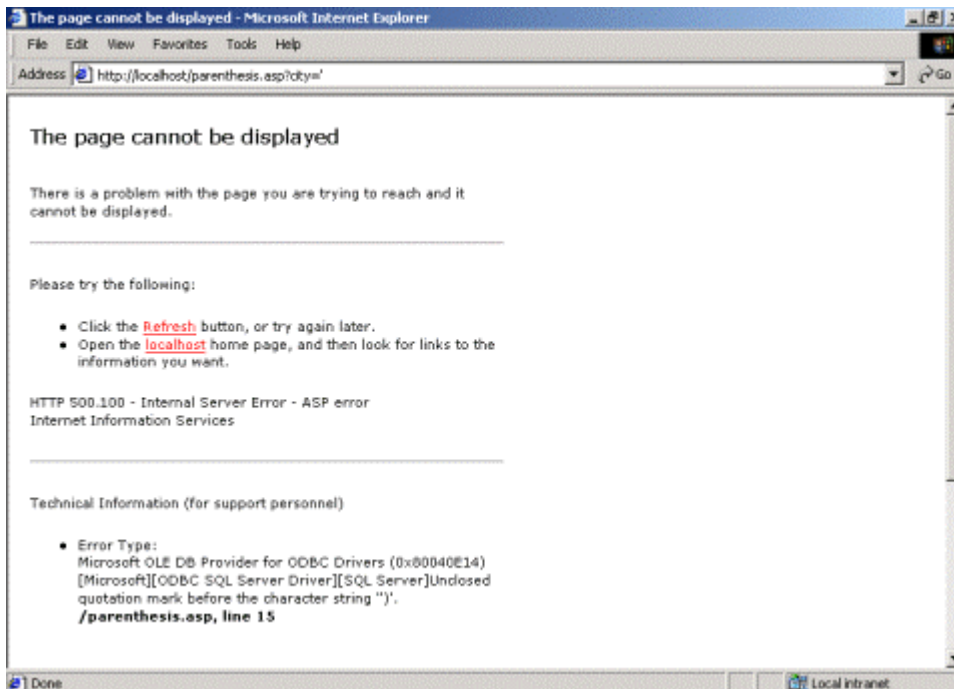 The page cannot be displayed - Microsoft Internet Explorer
File Edit View Favorites Tools Help
Address http://localhost/parenthesis.asp?city=' Go
The page cannot be displayed
There is a problem with the page you are trying to reach and it
cannot be displayed.
Please try the following:
• Click the Refresh button, or try again later.
• Open the localhost home page, and then look for links to the
information you want.
HTTP 500.100 - Internal Server Error - ASP error
Internet Information Services
Technical Information (for support personnel)
• Error Type:
Microsoft OLE DB Provider for ODBC Drivers (0x80040E14)
[Microsoft][ODBC SQL Server Driver][SQL Server]Unclosed
quotation mark before the character string '')'.
/parenthesis.asp, line 15
Done Local intranet